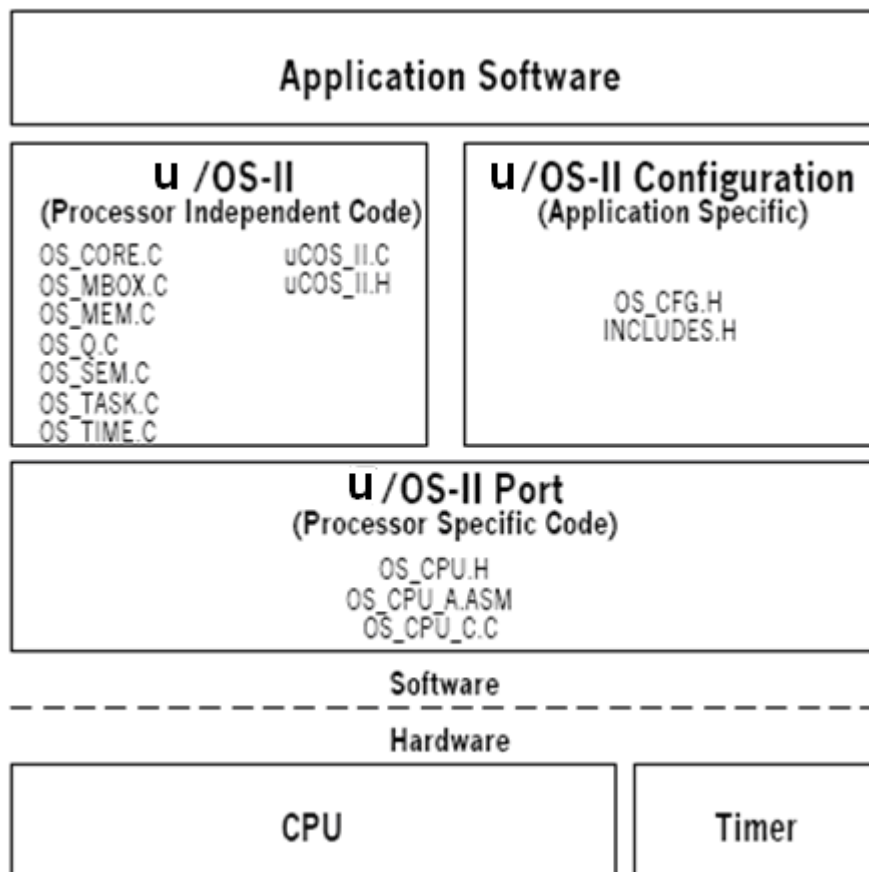 Application Software
u /OS-II
(Processor Independent Code)
OS_CORE.C
OS_MBOX.C
OS_MEM.C
OS_Q.C
OS_SEM.C
OS_TASK.C
OS_TIME.C
uCOS_II.C
uCOS_II.H
u/OS-II Configuration
(Application Specific)
OS_CFG.H
INCLUDES.H
u/OS-II Port
(Processor Specific Code)
OS_CPU.H
OS_CPU_A.ASM
OS_CPU_C.C
Software
Hardware
CPU
Timer